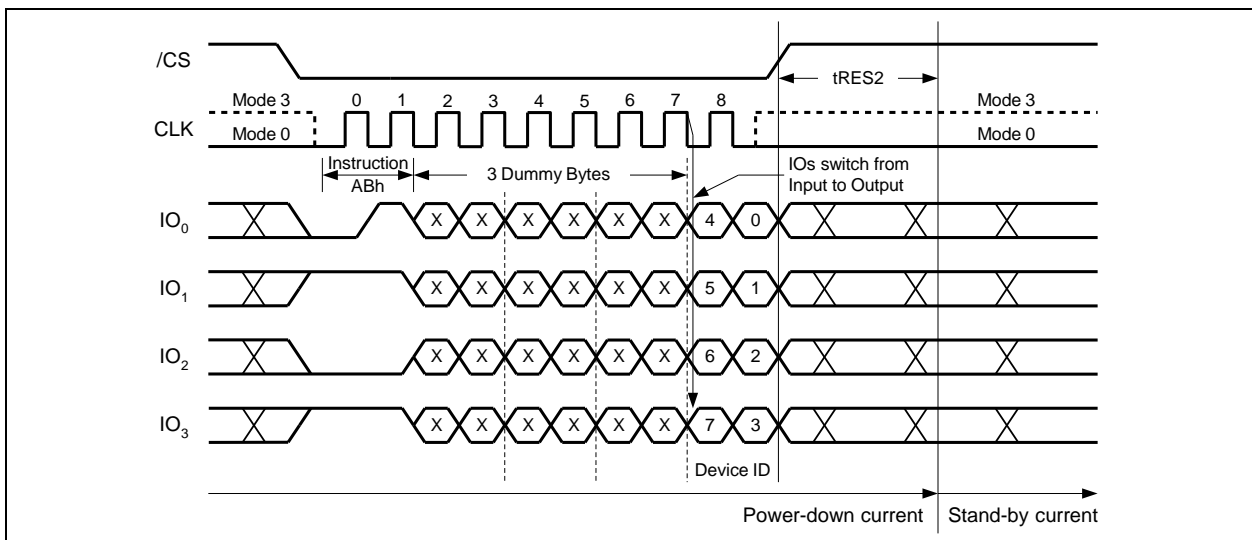 /CS
tRES2
Mode 3 0 1 2 3 4 5 6 7 8 Mode 3
CLK
Mode 0 Mode 0
Instruction
ABh
3 Dummy Bytes
IOs switch from
Input to Output
IO0 X X X X X X 4 0
IO1 X X X X X X 5 1
IO2 X X X X X X 6 2
IO3 X X X X X X 7 3
Device ID
Power-down current Stand-by current